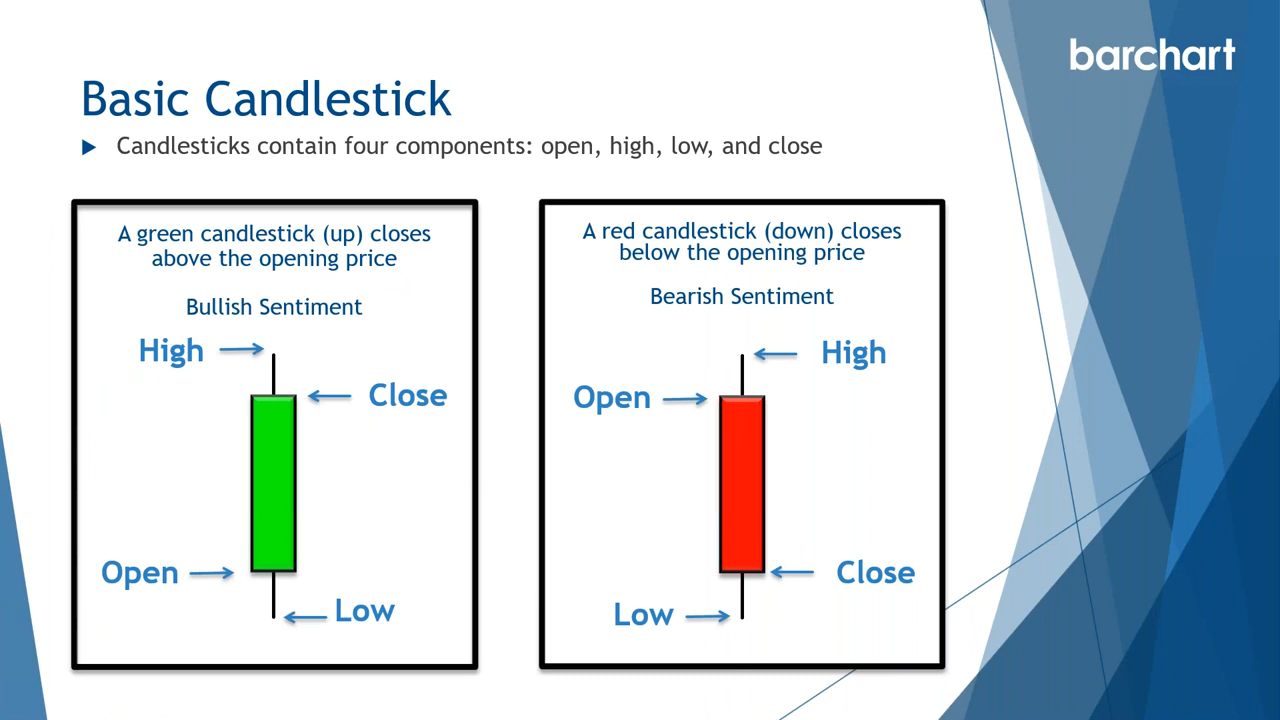 barchart
Basic Candlestick
Candlesticks contain four components: open, high, low, and close
A green candlestick (up) closes
above the opening price
Bullish Sentiment
High
Close
Open
Low
A red candlestick (down) closes
below the opening price
Bearish Sentiment
High
Open
Close
Low